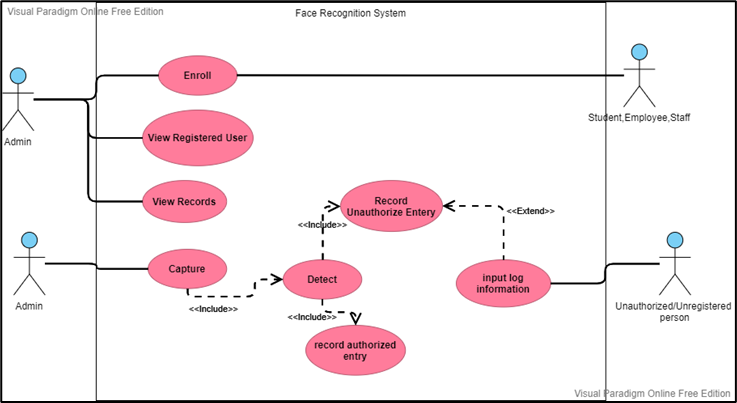 Visual Paradigm Online Free Edition
Face Recognition System
Enroll
Student,Employee,Staff
Admin
View Registered User
View Records
Record
Unauthorize Entery
<<Include>>
<<Extend>>
Admin
Capture
<<Include>>
Detect
<<Include>>
input log
information
Unauthorized/Unregistered
person
record authorized
entry
Visual Paradigm Online Free Edition